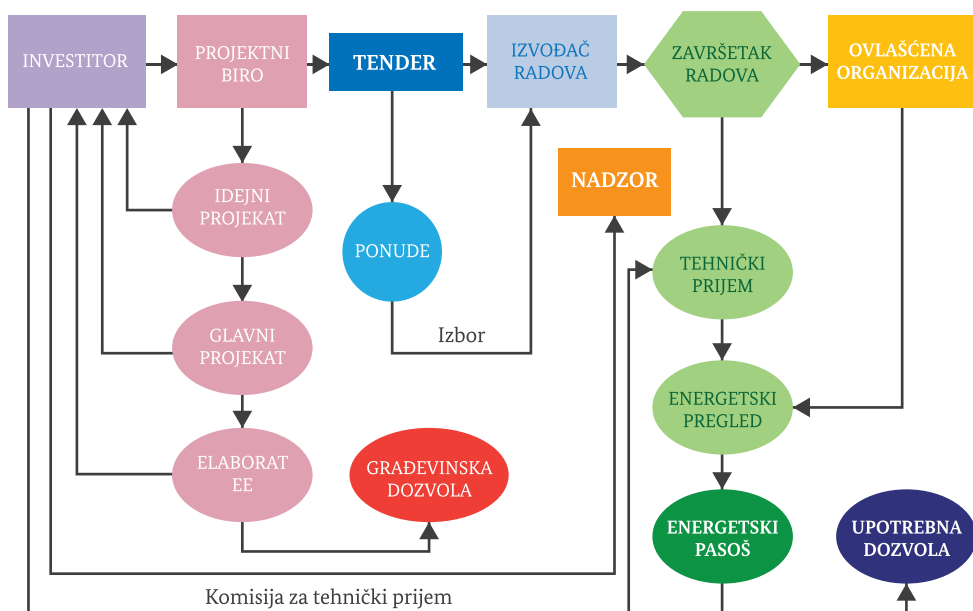 INVESTITOR
PROJEKTNI
BIRO
TENDER
IZVOĐAČ
RADOVA
ZAVRŠETAK
RADOVA
OVLAŠĆENA
ORGANIZACIJA
IDEJNI
PROJEKAT
PONUDE
NADZOR
TEHNIČKI
PRIJEM
GLAVNI
PROJEKAT
Izbor
ENERGETSKI
PREGLED
ELABORAT
EE
GRAĐEVINSKA
DOZVOLA
ENERGETSKI
PASOŠ
UPOTREBNA
DOZVOLA
Komisija za tehnički prijem